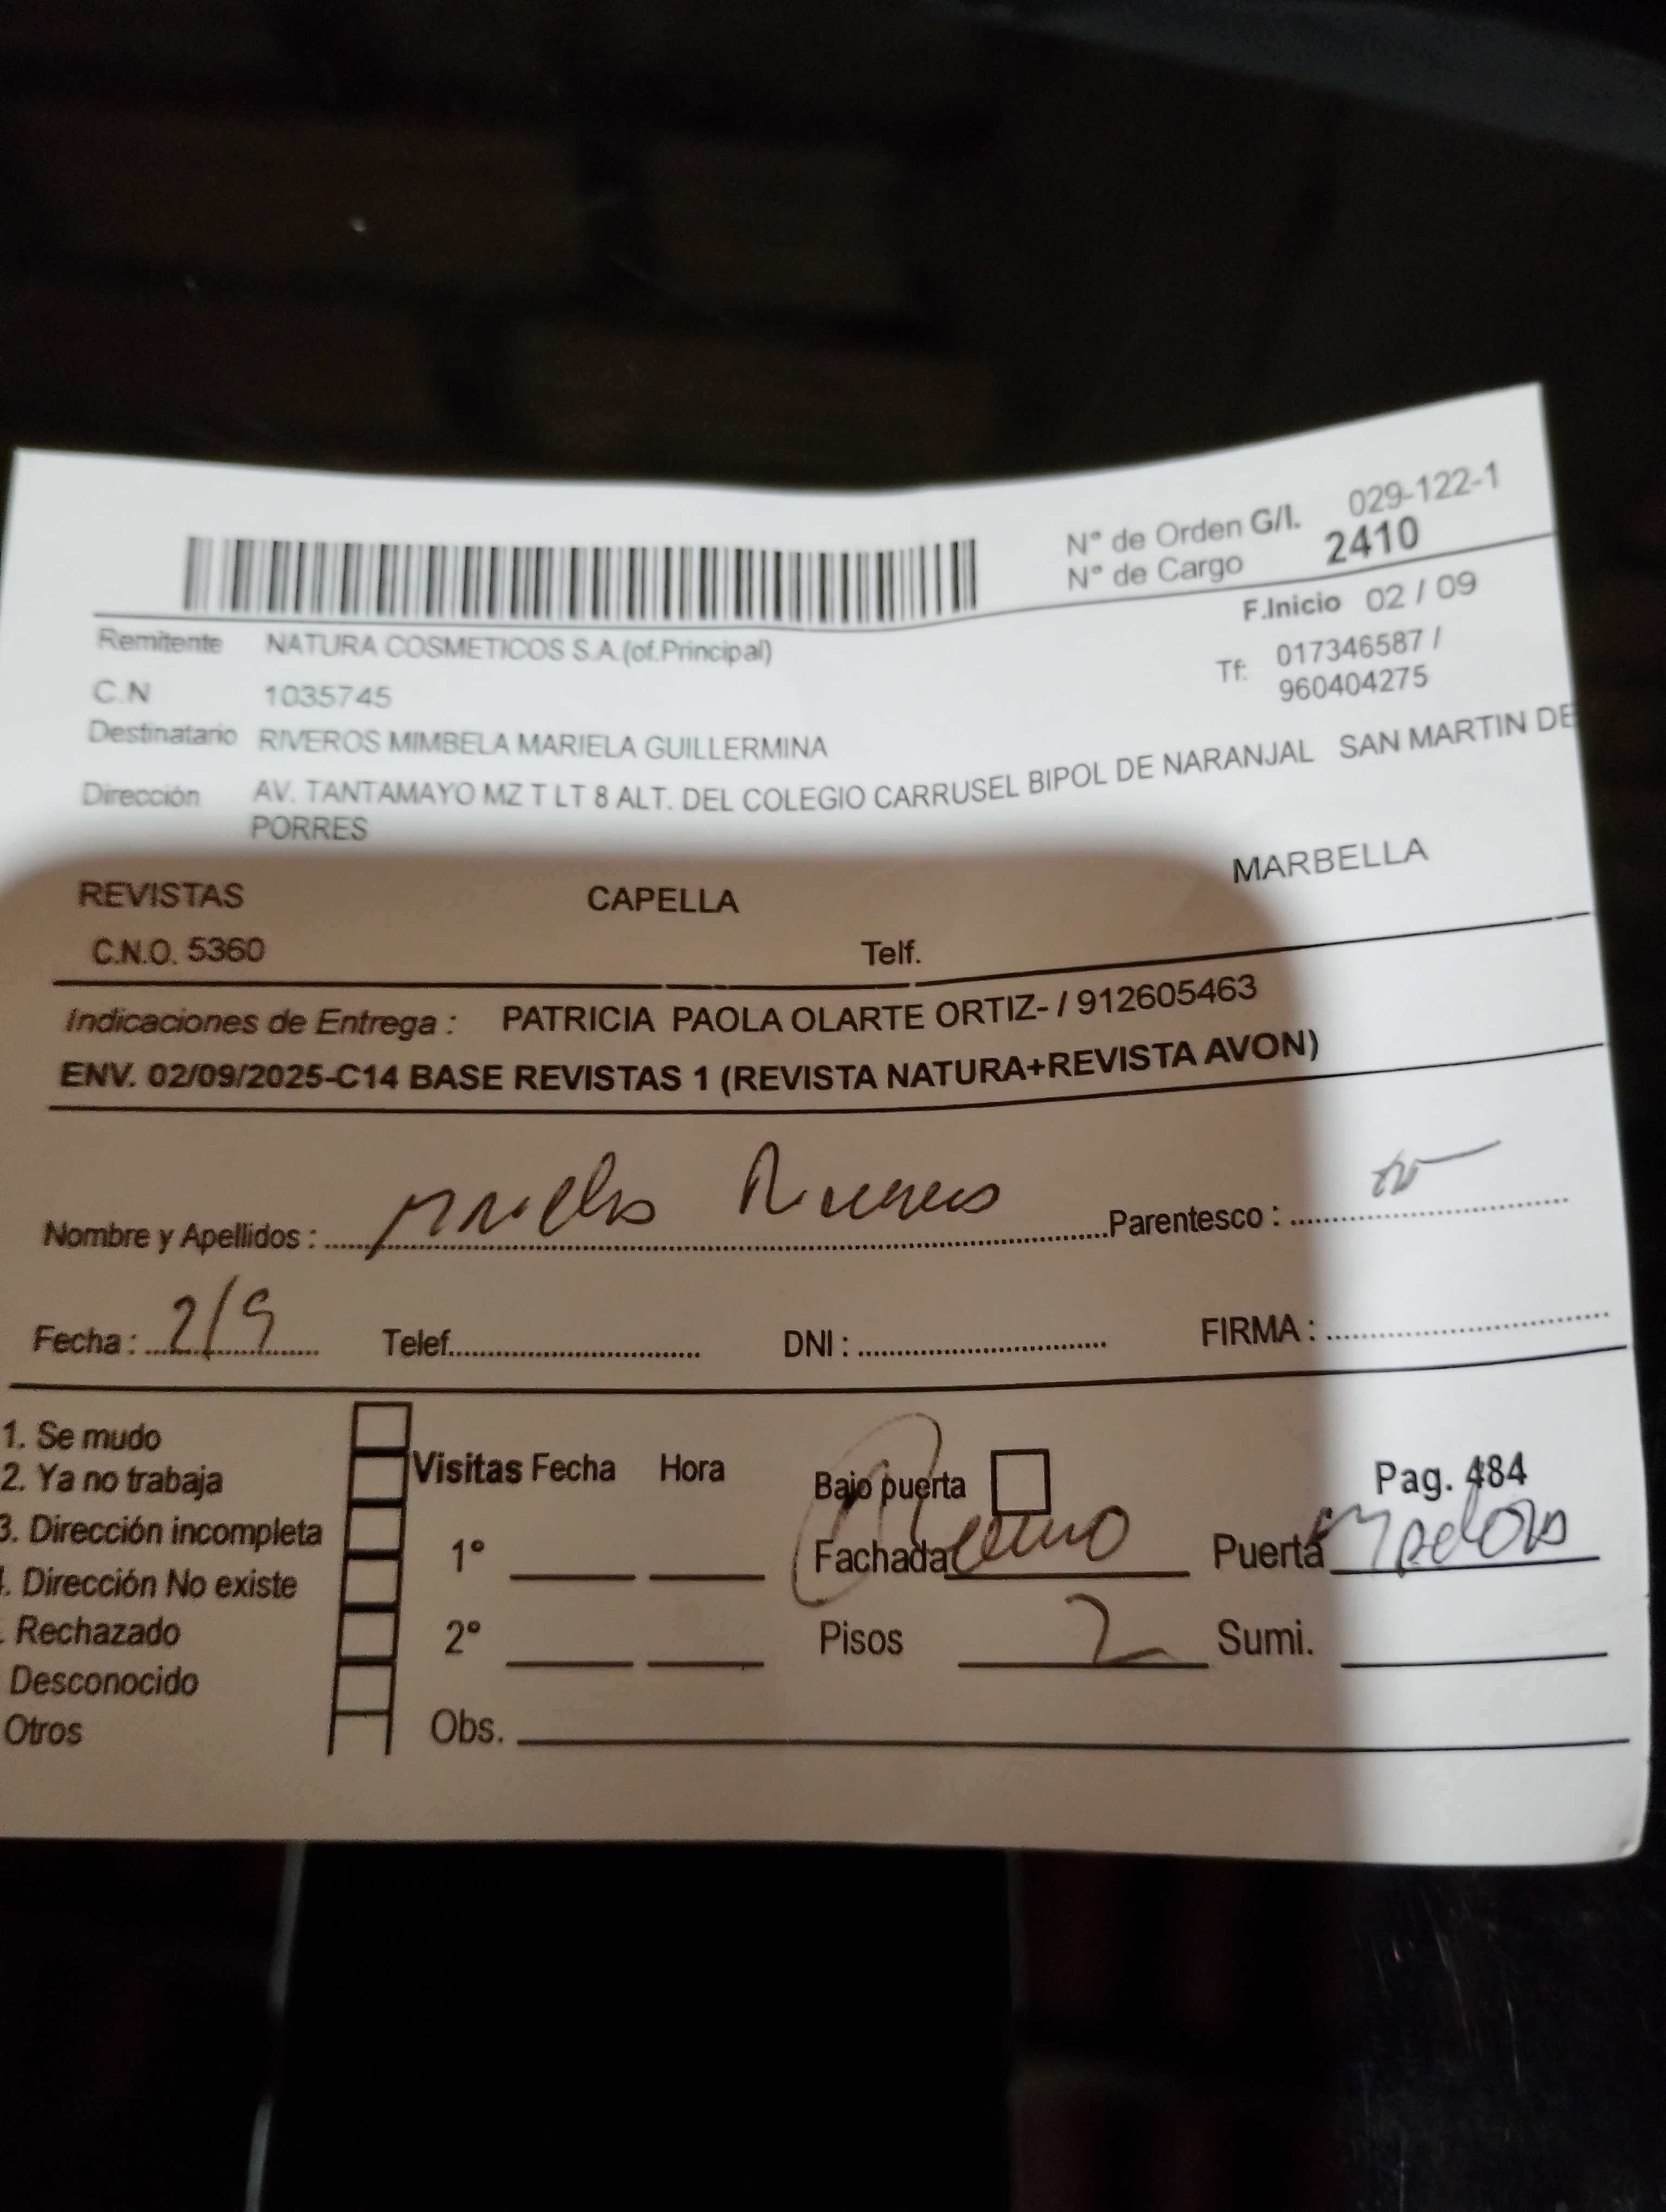 N° de Orden G/I. 029-122-1
N° de Cargo 2410
F.Inicio 02 / 09
Remitente NATURA COSMETICOS S.A.(of.Principal)
Tf: 017346587 /
960404275
C.N 1035745
Destinatario RIVEROS MIMBELA MARIELA GUILLERMINA
Dirección AV. TANTAMAYO MZ T LT 8 ALT. DEL COLEGIO CARRUSEL BIPOL DE NARANJAL SAN MARTIN DE
PORRES
REVISTAS CAPELLA MARBELLA
C.N.O. 5360 Telf.
Indicaciones de Entrega : PATRICIA PAOLA OLARTE ORTIZ- / 912605463
ENV. 02/09/2025-C14 BASE REVISTAS 1 (REVISTA NATURA+REVISTA AVON)
Nombre y Apellidos : Riveros Parentesco :
Fecha : 2/9 Telef. DNI : FIRMA :
1. Se mudo
2. Ya no trabaja
3. Dirección incompleta
. Dirección No existe
Rechazado
Desconocido
Otros
Visitas Fecha Hora
1°
2°
Obs.
Bajo puerta Pag. 484
Fachada Puerta
Pisos 2 Sumi.